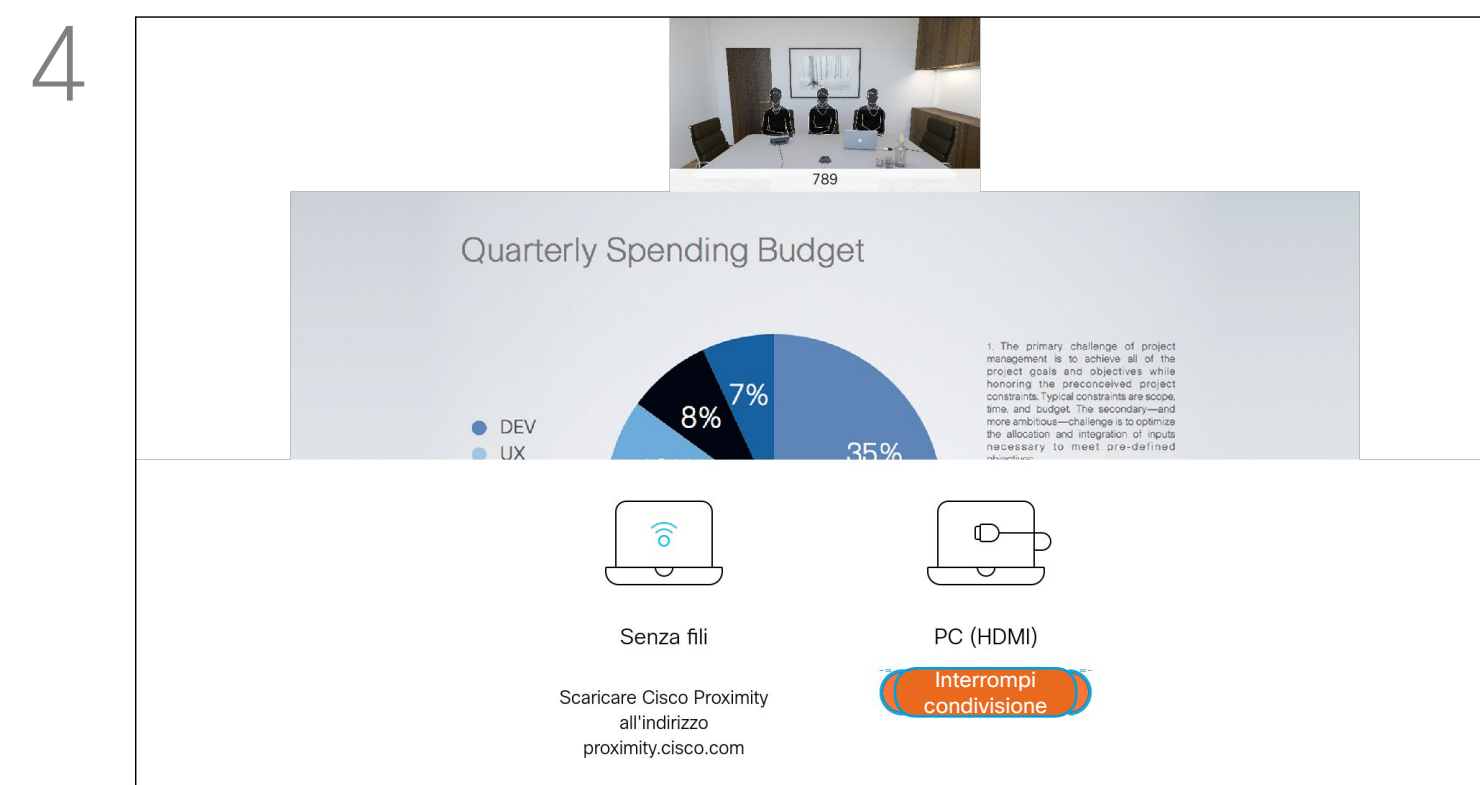 4
789
Quarterly Spending Budget
7%
8%
35%
DEV
UX
1. The primary challenge of project
management is to achieve all of the
project goals and objectives while
honoring the preconceived project
constraints. Typical constraints are scope,
time, and budget. The secondary—and
more ambitious—challenge is to optimize
the allocation and integration of inputs
necessary to meet pre-defined
Senza fili
PC (HDMI)
Scaricare Cisco Proximity
all'indirizzo
proximity.cisco.com
Interrompi
condivisione